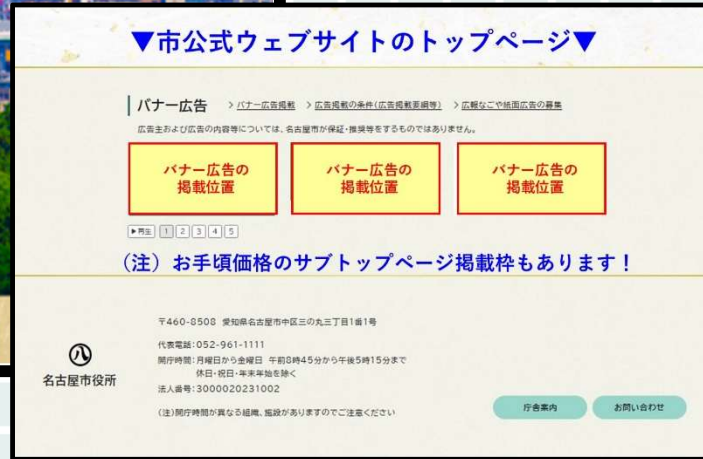 ▼市公式ウェブサイトのトップページ▼
バナー広告 > バナー広告掲載 > 広告掲載の条件(広告掲載要綱等) > 広報なごや紙面広告の募集
広告主および広告の内容等については、名古屋市が保証・推奨等をするものではありません。
バナー広告の
掲載位置
バナー広告の
掲載位置
バナー広告の
掲載位置
▶再生 1 2 3 4 5
(注)お手頃価格のサブトップページ掲載枠もあります!
〒460-8508 愛知県名古屋市中区三の丸三丁目1番1号
代表電話:052-961-1111
開庁時間:月曜日から金曜日 午前8時45分から午後5時15分まで
休日・祝日・年末年始を除く
法人番号:3000020231002
(注)開庁時間が異なる組織、施設がありますのでご注意ください
八
名古屋市役所
庁舎案内 お問い合わせ